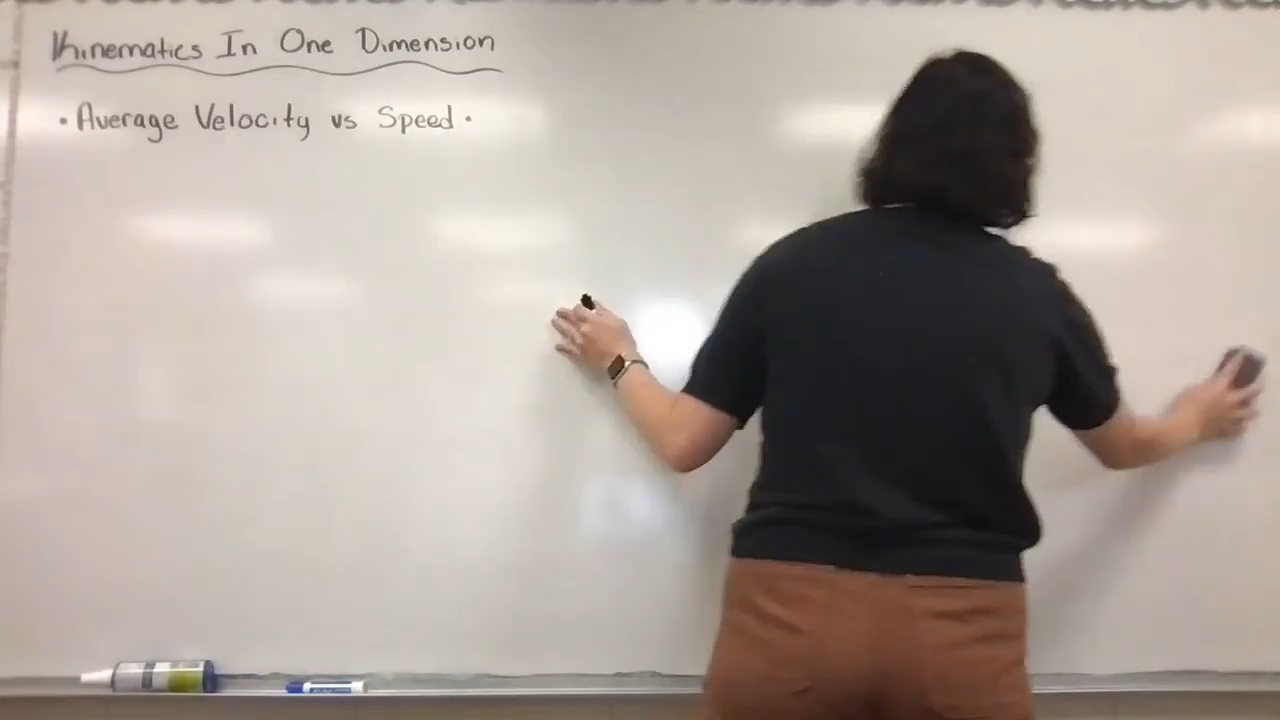 Kinematics In One Dimension
• Average Velocity vs Speed •